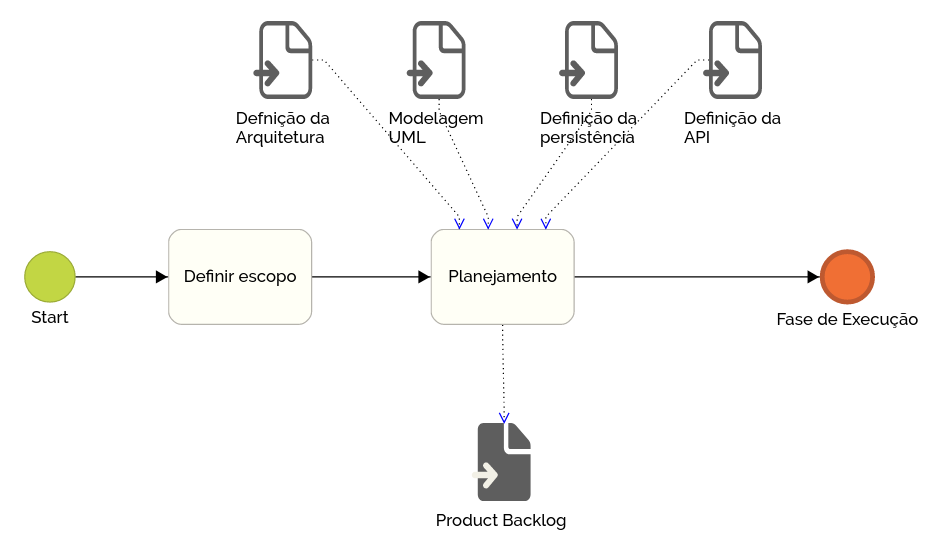 Defnição da
Arquitetura
Modelagem
UML
Definição da
persistência
Definição da
API
Start
Definir escopo
Planejamento
Fase de Execução
Product Backlog